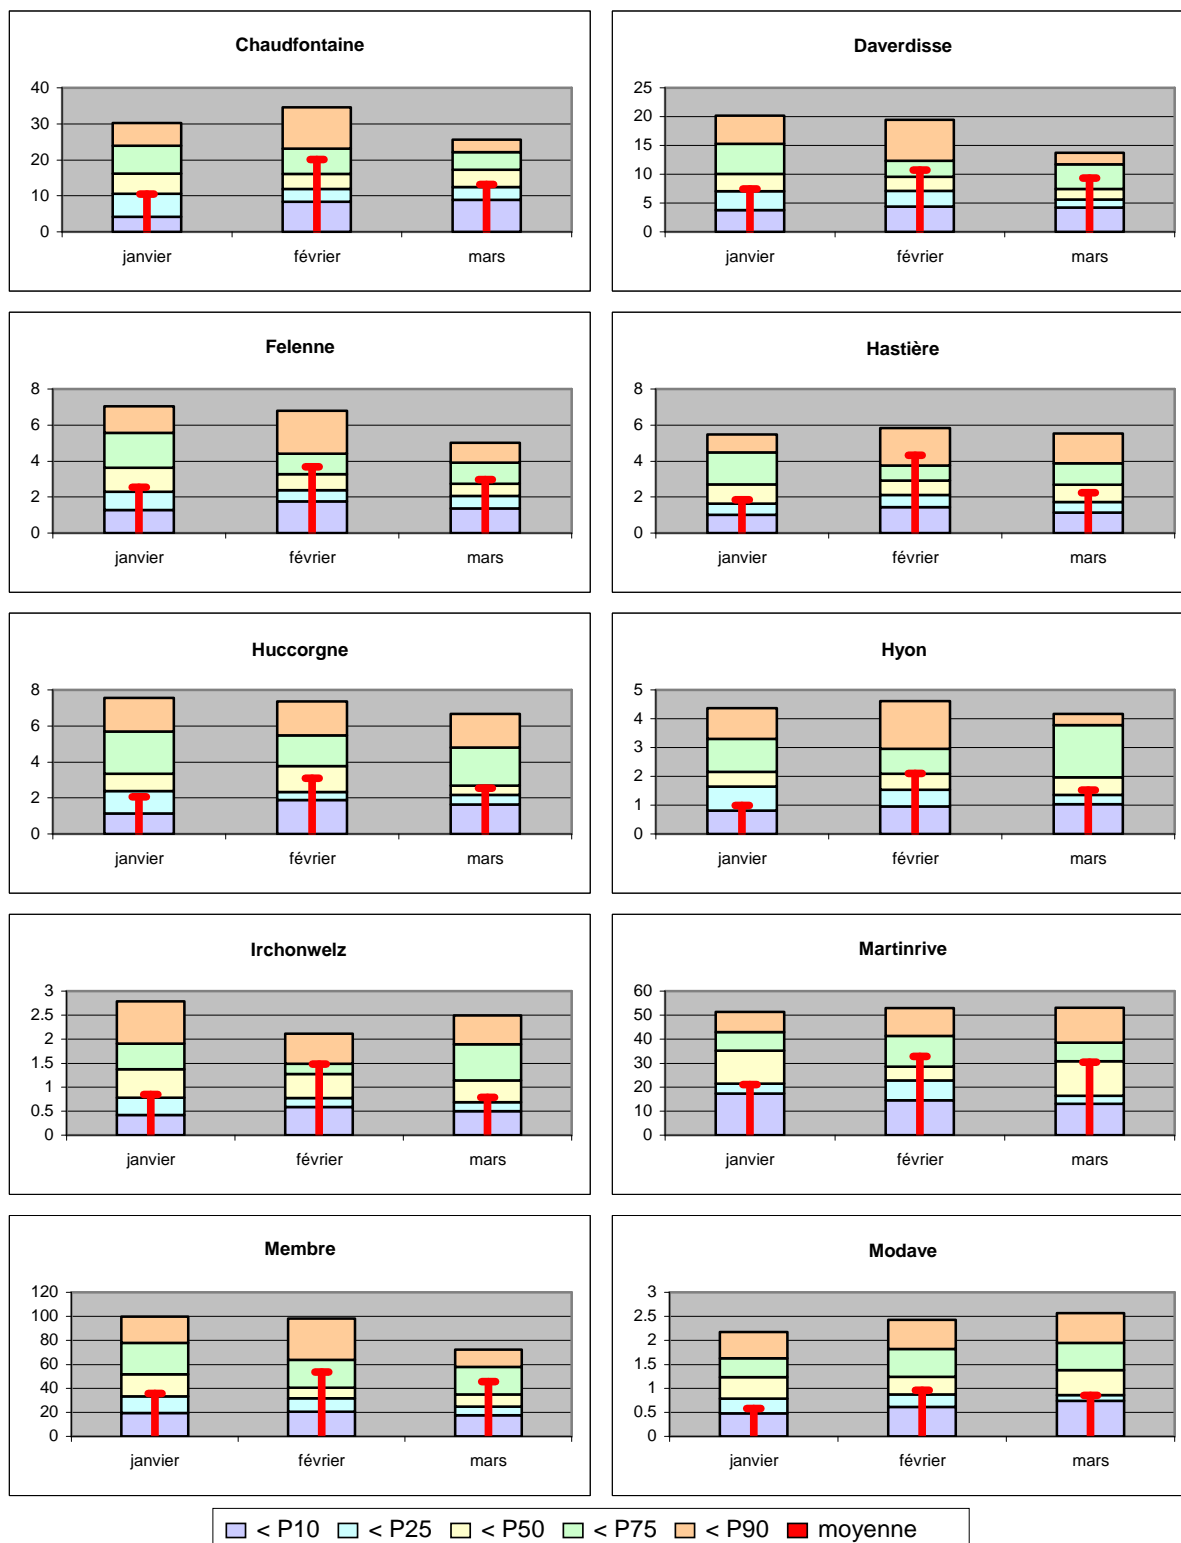 Chaudfontaine
40
30
20
10
0
janvier février mars
Daverdisse
25
20
15
10
5
0
janvier février mars
Felenne
8
6
4
2
0
janvier février mars
Hastière
8
6
4
2
0
janvier février mars
Huccorgne
8
6
4
2
0
janvier février mars
Hyon
5
4
3
2
1
0
janvier février mars
Irchonwelz
3
2.5
2
1.5
1
0.5
0
janvier février mars
Martinrive
60
50
40
30
20
10
0
janvier février mars
Membre
120
100
80
60
40
20
0
janvier février mars
Modave
3
2.5
2
1.5
1
0.5
0
janvier février mars
< P10 < P25 < P50 < P75 < P90 moyenne